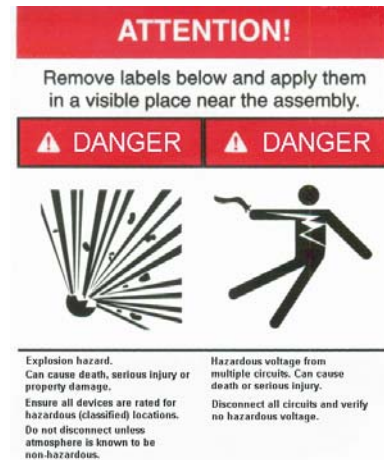 ATTENTION!
Remove labels below and apply them
in a visible place near the assembly.
DANGER
DANGER
Explosion hazard.
Can cause death, serious injury or
property damage.
Ensure all devices are rated for
hazardous (classified) locations.
Do not disconnect unless
atmosphere is known to be
non-hazardous.
Hazardous voltage from
multiple circuits. Can cause
death or serious injury.
Disconnect all circuits and verify
no hazardous voltage.